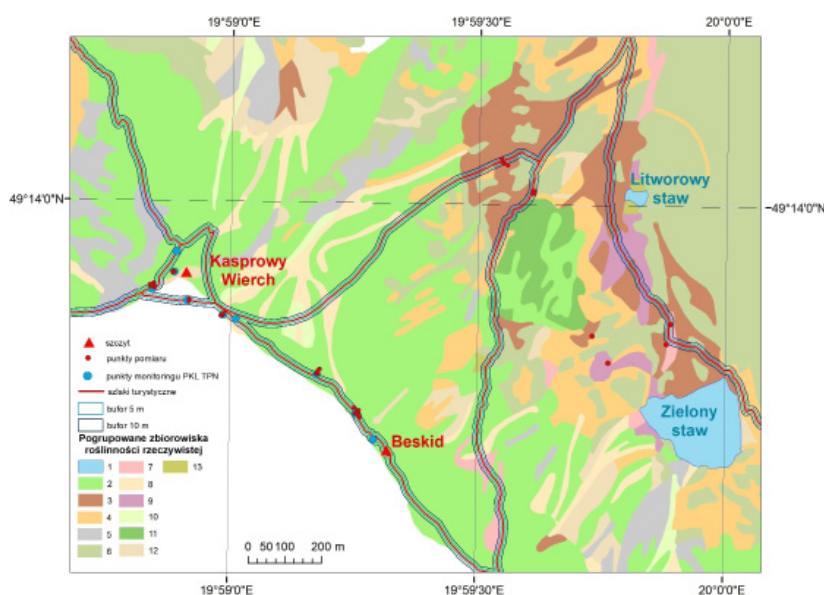 19°59'0"E
19°59'30"E
20°0'0"E
49°14'0"N
49°14'0"N
Litworowy
staw
Kasprowy
Wierch
Zielony
staw
Beskid
szczyt
punkty pomiaru
punkty monitoringu PKL TPN
szlaki turystyczne
bufor 5 m
bufor 10 m
Pogrupowane zbiorowiska
roślinności rzeczywistej
1 7 13
2 8
3 9
4 10
5 11
6 12
0 50 100 200 m
19°59'0"E
19°59'30"E
20°0'0"E